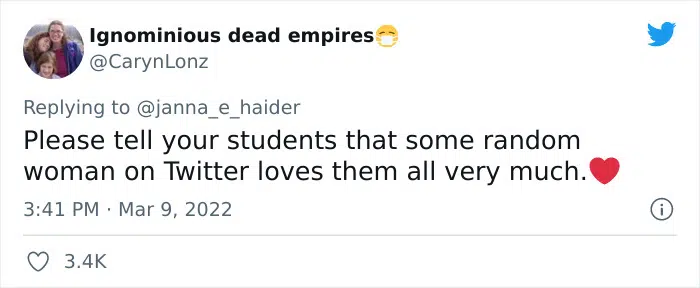 Ignominious dead empires😷
@CarynLonz
Replying to @janna_e_haider
Please tell your students that some random
woman on Twitter loves them all very much.❤️
3:41 PM · Mar 9, 2022
3.4K